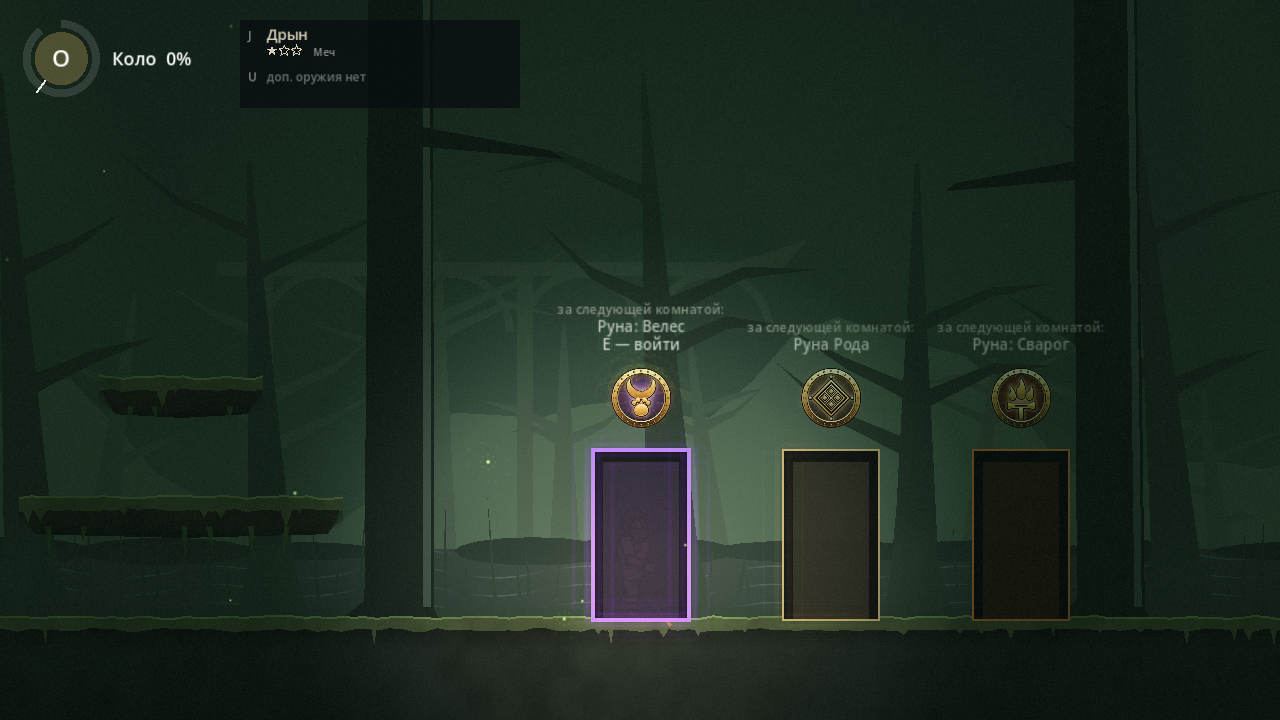 O
Коло 0%
J Дрын
★☆☆ Меч
U доп. оружия нет
за следующей комнатой:
Руна: Велес
E — войти
за следующей комнатой:
Руна Рода
за следующей комнатой:
Руна: Сварог